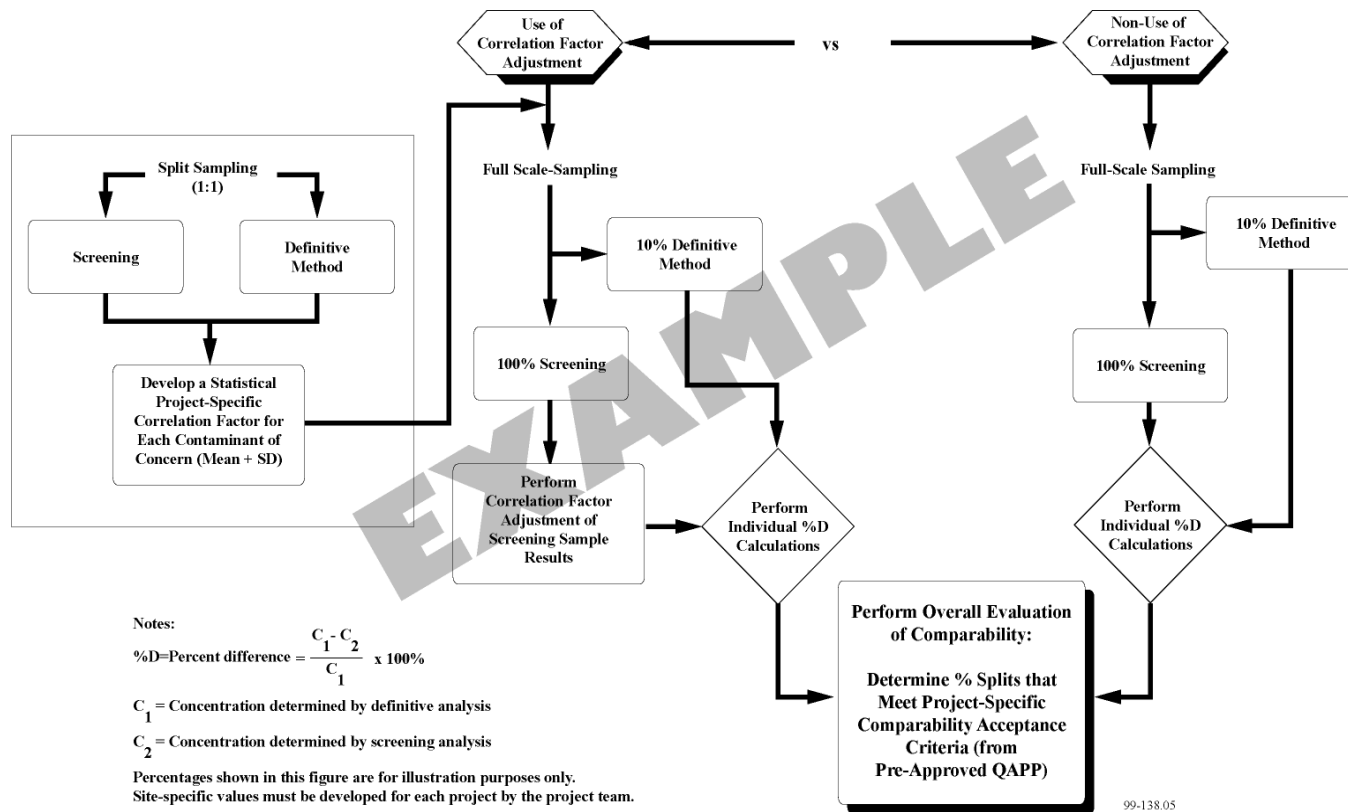 Use of
Correlation Factor
Adjustment
vs
Non-Use of
Correlation Factor
Adjustment
Split Sampling
(1:1)
Screening
Definitive
Method
Develop a Statistical
Project-Specific
Correlation Factor for
Each Contaminant of
Concern (Mean + SD)
Full Scale-Sampling
10% Definitive
Method
100% Screening
Perform
Correlation Factor
Adjustment of
Screening Sample
Results
Perform
Individual %D
Calculations
Full-Scale Sampling
10% Definitive
Method
100% Screening
Perform
Individual %D
Calculations
EXAMPLE
Perform Overall Evaluation
of Comparability:
Determine % Splits that
Meet Project-Specific
Comparability Acceptance
Criteria (from
Pre-Approved QAPP)
Notes:
%D=Percent difference = C1- C2 / C1 x 100%
C1 = Concentration determined by definitive analysis
C2 = Concentration determined by screening analysis
Percentages shown in this figure are for illustration purposes only.
Site-specific values must be developed for each project by the project team.
99-138.05